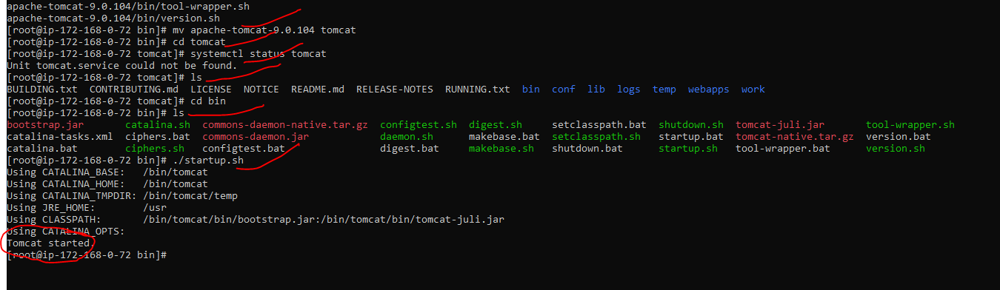 apache-tomcat-9.0.104/bin/tool-wrapper.sh
apache-tomcat-9.0.104/bin/version.sh
[root@ip-172-168-0-72 bin]# mv apache-tomcat-9.0.104 tomcat
[root@ip-172-168-0-72 bin]# cd tomcat
[root@ip-172-168-0-72 tomcat]# systemctl status tomcat
Unit tomcat.service could not be found.
[root@ip-172-168-0-72 tomcat]# ls
BUILDING.txt CONTRIBUTING.md LICENSE NOTICE README.md RELEASE-NOTES RUNNING.txt bin conf lib logs temp webapps work
[root@ip-172-168-0-72 tomcat]# cd bin
[root@ip-172-168-0-72 bin]# ls
bootstrap.jar catalina.sh commons-daemon-native.tar.gz configtest.sh digest.sh setclasspath.bat shutdown.sh tomcat-juli.jar tool-wrapper.sh
catalina-tasks.xml ciphers.bat commons-daemon.jar daemon.sh makebase.bat setclasspath.sh startup.bat tomcat-native.tar.gz version.bat
catalina.bat ciphers.sh configtest.bat digest.bat makebase.sh shutdown.bat startup.sh tool-wrapper.bat version.sh
[root@ip-172-168-0-72 bin]# ./startup.sh
Using CATALINA_BASE: /bin/tomcat
Using CATALINA_HOME: /bin/tomcat
Using CATALINA_TMPDIR: /bin/tomcat/temp
Using JRE_HOME: /usr
Using CLASSPATH: /bin/tomcat/bin/bootstrap.jar:/bin/tomcat/bin/tomcat-juli.jar
Using CATALINA_OPTS:
Tomcat started.
[root@ip-172-168-0-72 bin]#